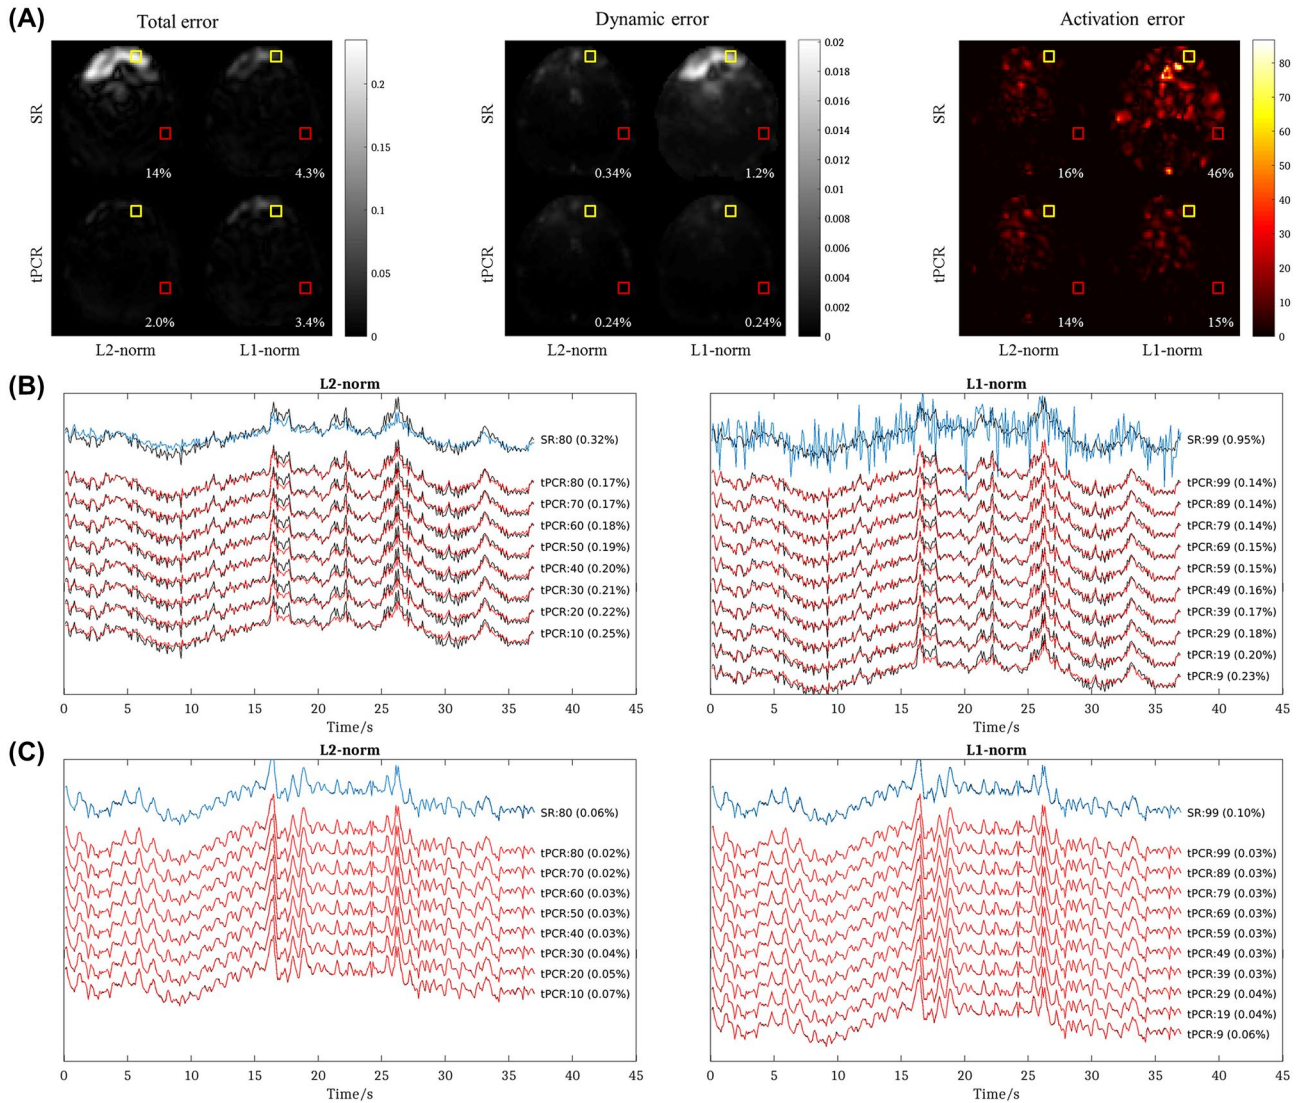 (A)
Total error
Dynamic error
Activation error
SR
14%
4.3%
tPCR
2.0%
3.4%
L2-norm
L1-norm
0.2
0.15
0.1
0.05
0
SR
0.34%
1.2%
tPCR
0.24%
0.24%
L2-norm
L1-norm
0.02
0.018
0.016
0.014
0.012
0.01
0.008
0.006
0.004
0.002
0
SR
16%
46%
tPCR
14%
15%
L2-norm
L1-norm
80
70
60
50
40
30
20
10
0
(B)
L2-norm
SR:80 (0.32%)
tPCR:80 (0.17%)
tPCR:70 (0.17%)
tPCR:60 (0.18%)
tPCR:50 (0.19%)
tPCR:40 (0.20%)
tPCR:30 (0.21%)
tPCR:20 (0.22%)
tPCR:10 (0.25%)
0 5 10 15 20 25 30 35 40 45
Time/s
L1-norm
SR:99 (0.95%)
tPCR:99 (0.14%)
tPCR:89 (0.14%)
tPCR:79 (0.14%)
tPCR:69 (0.15%)
tPCR:59 (0.15%)
tPCR:49 (0.16%)
tPCR:39 (0.17%)
tPCR:29 (0.18%)
tPCR:19 (0.20%)
tPCR:9 (0.23%)
0 5 10 15 20 25 30 35 40 45
Time/s
(C)
L2-norm
SR:80 (0.06%)
tPCR:80 (0.02%)
tPCR:70 (0.02%)
tPCR:60 (0.03%)
tPCR:50 (0.03%)
tPCR:40 (0.03%)
tPCR:30 (0.04%)
tPCR:20 (0.05%)
tPCR:10 (0.07%)
0 5 10 15 20 25 30 35 40 45
Time/s
L1-norm
SR:99 (0.10%)
tPCR:99 (0.03%)
tPCR:89 (0.03%)
tPCR:79 (0.03%)
tPCR:69 (0.03%)
tPCR:59 (0.03%)
tPCR:49 (0.03%)
tPCR:39 (0.03%)
tPCR:29 (0.04%)
tPCR:19 (0.04%)
tPCR:9 (0.06%)
0 5 10 15 20 25 30 35 40 45
Time/s